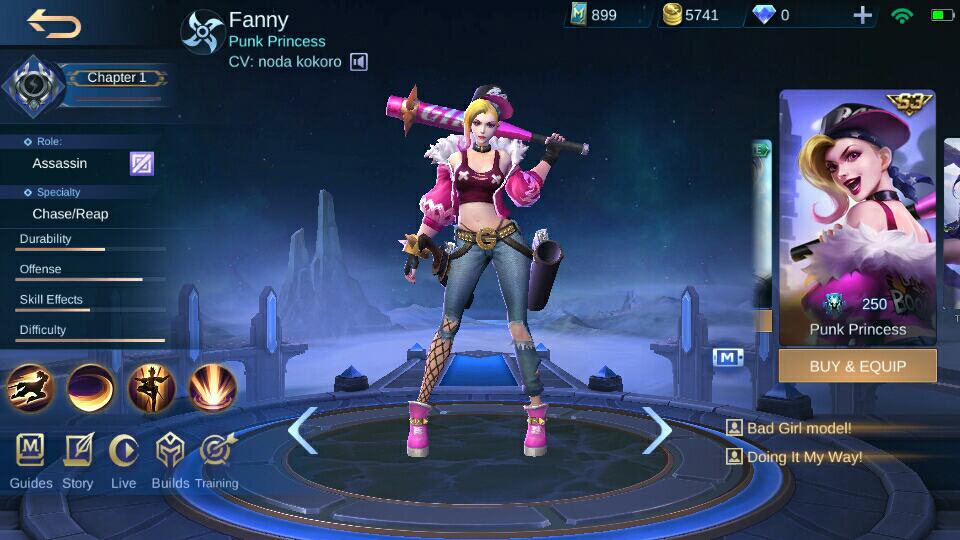 Fanny
Punk Princess
CV: noda kokoro
899
5741
0
Chapter 1
Role:
Assassin
Specialty
Chase/Reap
Durability
Offense
Skill Effects
Difficulty
Guides
Story
Live
Builds
Training
M
S3
250
Punk Princess
BUY & EQUIP
Bad Girl model!
Doing It My Way!